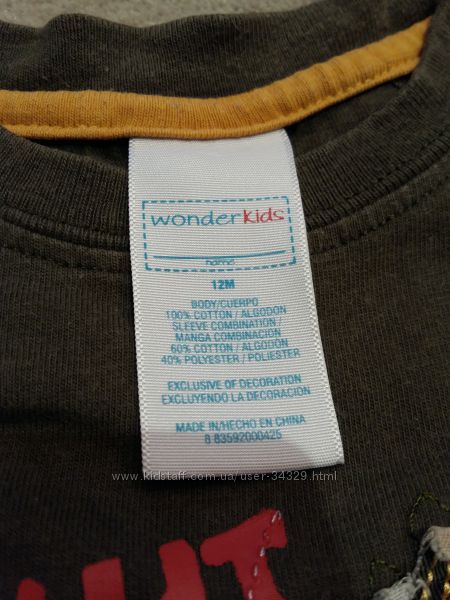 wonderkids
name
12M
BODY/CUERPO
100% COTTON / ALGODON
SLEEVE COMBINATION /
MANGA COMBINACION
60% COTTON / ALGODON
40% POLYESTER / POLIESTER
EXCLUSIVE OF DECORATION
EXCLUYENDO LA DECORACION
MADE IN/HECHO EN CHINA
8 83592000425
www.kidstaff.com.ua/user-34329.html